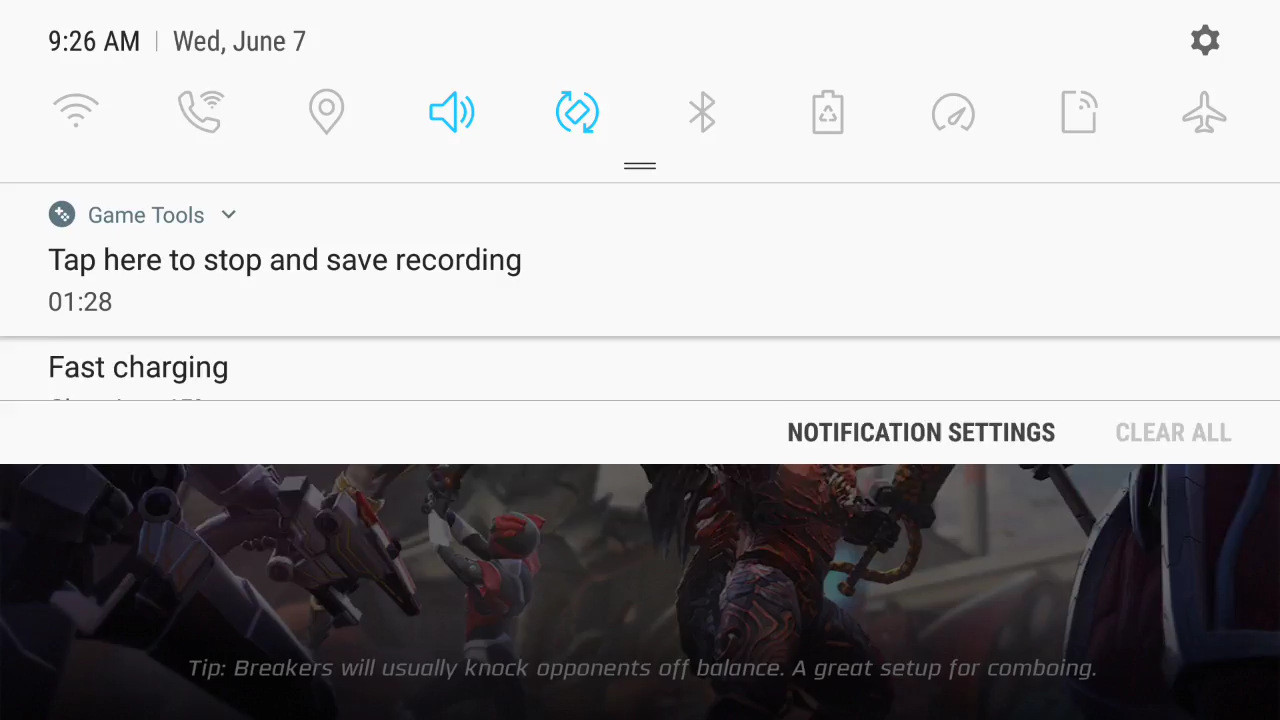 9:26 AM | Wed, June 7
Game Tools
Tap here to stop and save recording
01:28
Fast charging
NOTIFICATION SETTINGS
CLEAR ALL
Tip: Breakers will usually knock opponents off balance. A great setup for comboing.